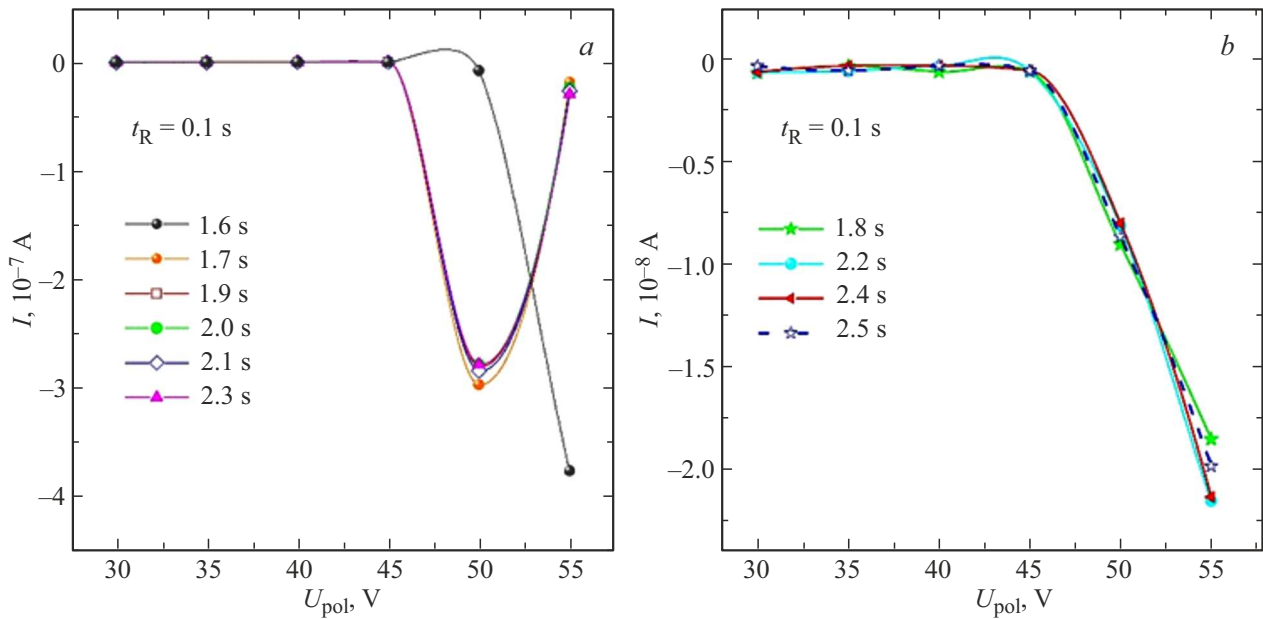 a
I, 10⁻⁷ A
0
–1
–2
–3
–4
t_R = 0.1 s
1.6 s
1.7 s
1.9 s
2.0 s
2.1 s
2.3 s
30 35 40 45 50 55
U_pol, V
b
I, 10⁻⁸ A
0
–0.5
–1.0
–1.5
–2.0
t_R = 0.1 s
1.8 s
2.2 s
2.4 s
2.5 s
30 35 40 45 50 55
U_pol, V